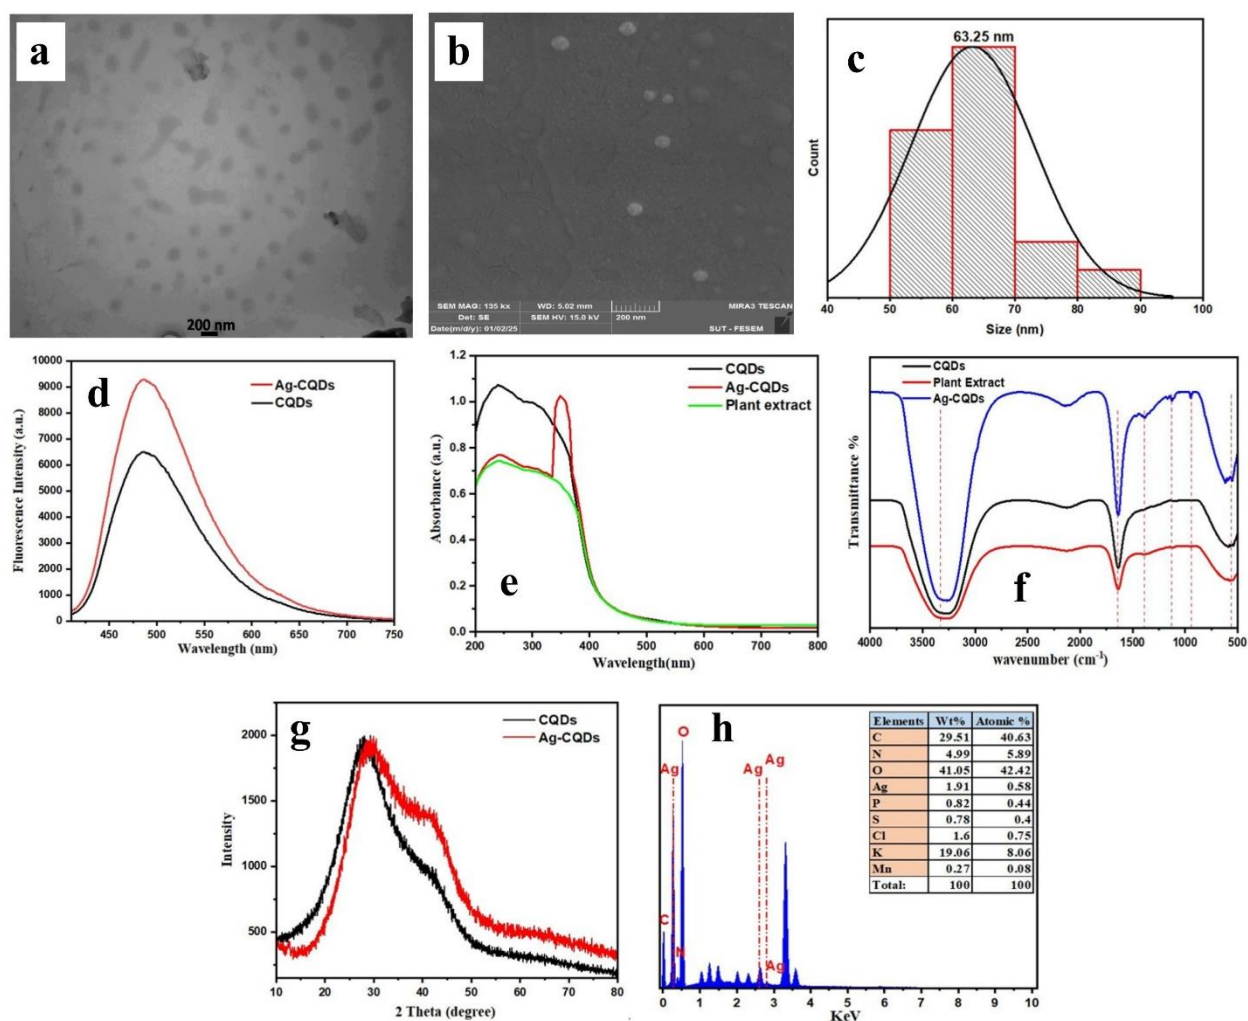 a
200 nm
b
SEM MAG: 135 kx
WD: 5.02 mm
MIRA3 TESCAN
Det: SE
SEM HV: 15.0 kV
200 nm
Date(m/d/y): 01/02/25
SUT - FESEM
c
63.25 nm
Count
40 50 60 70 80 90 100
Size (nm)
d
Ag-CQDs
CQDs
Fluorescence Intensity (a.u.)
10000
9000
8000
7000
6000
5000
4000
3000
2000
1000
0
450 500 550 600 650 700 750
Wavelength (nm)
e
CQDs
Ag-CQDs
Plant extract
Absorbance (a.u.)
1.2
1.0
0.8
0.6
0.4
0.2
0.0
200 300 400 500 600 700 800
Wavelength(nm)
f
CQDs
Plant Extract
Ag-CQDs
Transmittance %
4000 3500 3000 2500 2000 1500 1000 500
wavenumber (cm⁻¹)
g
CQDs
Ag-CQDs
Intensity
2000
1500
1000
500
10 20 30 40 50 60 70 80
2 Theta (degree)
h
O
Ag
Ag
Ag
C
N
Ag
0 1 2 3 4 5 6 7 8 9 10
KeV
Elements Wt% Atomic %
C 29.51 40.63
N 4.99 5.89
O 41.05 42.42
Ag 1.91 0.58
P 0.82 0.44
S 0.78 0.4
Cl 1.6 0.75
K 19.06 8.06
Mn 0.27 0.08
Total: 100 100